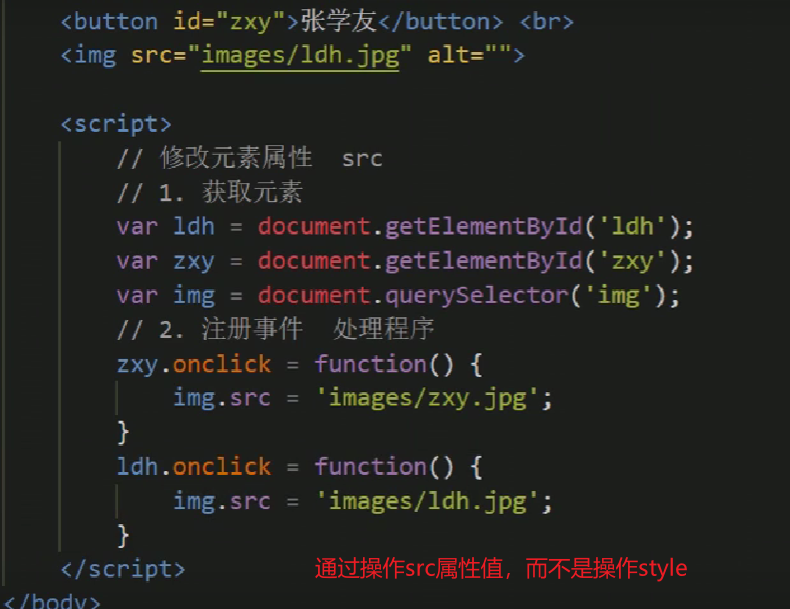 <button id="zxy">张学友</button> <br>
<img src="images/ldh.jpg" alt="">
<script>
// 修改元素属性  src
// 1. 获取元素
var ldh = document.getElementById('ldh');
var zxy = document.getElementById('zxy');
var img = document.querySelector('img');
// 2. 注册事件  处理程序
zxy.onclick = function() {
img.src = 'images/zxy.jpg';
}
ldh.onclick = function() {
img.src = 'images/ldh.jpg';
}
</script>
通过操作src属性值，而不是操作style
</body>